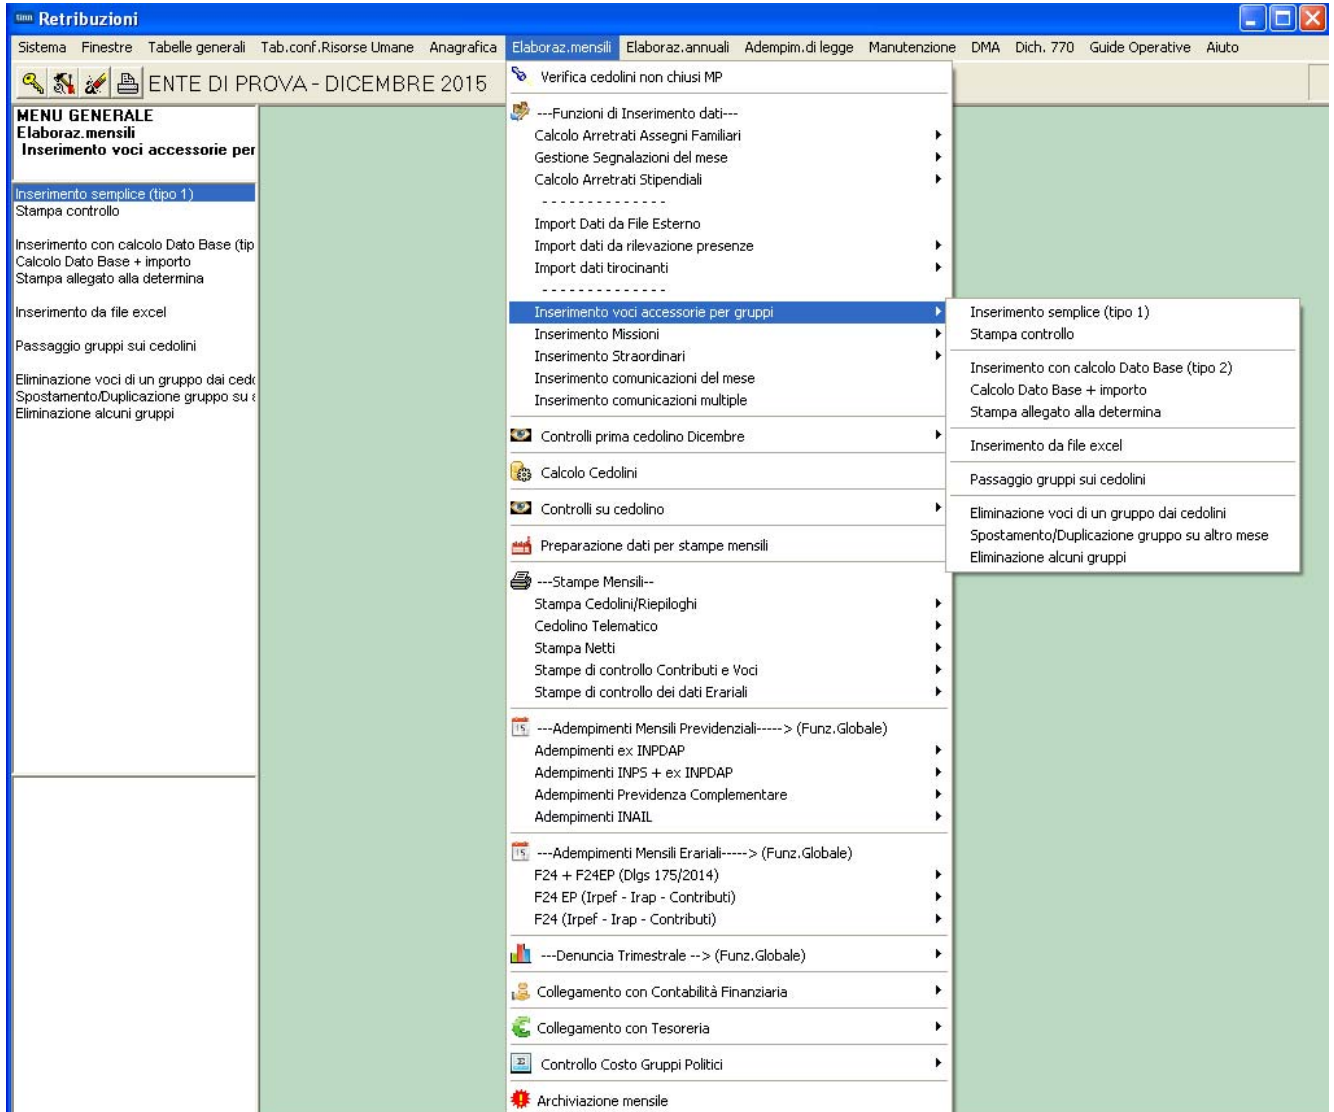 tinn Retribuzioni
Sistema Finestre Tabelle generali Tab.conf.Risorse Umane Anagrafica Elaboraz.mensili Elaboraz.annuali Adempim.di legge Manutenzione DMA Dich. 770 Guide Operative Aiuto
ENTE DI PROVA - DICEMBRE 2015
MENU GENERALE
Elaboraz.mensili
Inserimento voci accessorie per
Inserimento semplice (tipo 1)
Stampa controllo
Inserimento con calcolo Dato Base (tip
Calcolo Dato Base + importo
Stampa allegato alla determina
Inserimento da file excel
Passaggio gruppi sui cedolini
Eliminazione voci di un gruppo dai cedo
Spostamento/Duplicazione gruppo su a
Eliminazione alcuni gruppi
Verifica cedolini non chiusi MP
---Funzioni di Inserimento dati---
Calcolo Arretrati Assegni Familiari
Gestione Segnalazioni del mese
Calcolo Arretrati Stipendiali
- - - - - - - - - - - - - -
Import Dati da File Esterno
Import dati da rilevazione presenze
Import dati tirocinanti
- - - - - - - - - - - - - -
Inserimento voci accessorie per gruppi
Inserimento Missioni
Inserimento Straordinari
Inserimento comunicazioni del mese
Inserimento comunicazioni multiple
Controlli prima cedolino Dicembre
Calcolo Cedolini
Controlli su cedolino
Preparazione dati per stampe mensili
---Stampe Mensili--
Stampa Cedolini/Riepiloghi
Cedolino Telematico
Stampa Netti
Stampe di controllo Contributi e Voci
Stampe di controllo dei dati Erariali
---Adempimenti Mensili Previdenziali-----> (Funz.Globale)
Adempimenti ex INPDAP
Adempimenti INPS + ex INPDAP
Adempimenti Previdenza Complementare
Adempimenti INAIL
---Adempimenti Mensili Erariali-----> (Funz.Globale)
F24 + F24EP (Dlgs 175/2014)
F24 EP (Irpef - Irap - Contributi)
F24 (Irpef - Irap - Contributi)
---Denuncia Trimestrale --> (Funz.Globale)
Collegamento con Contabilità Finanziaria
Collegamento con Tesoreria
Controllo Costo Gruppi Politici
Archiviazione mensile
Inserimento semplice (tipo 1)
Stampa controllo
Inserimento con calcolo Dato Base (tipo 2)
Calcolo Dato Base + importo
Stampa allegato alla determina
Inserimento da file excel
Passaggio gruppi sui cedolini
Eliminazione voci di un gruppo dai cedolini
Spostamento/Duplicazione gruppo su altro mese
Eliminazione alcuni gruppi